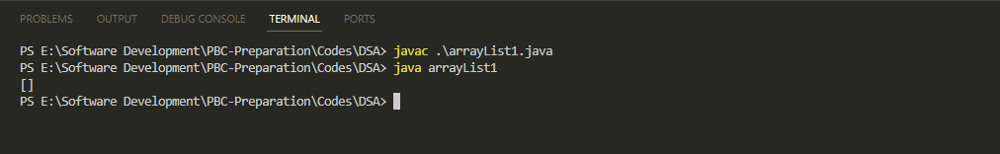 PROBLEMS OUTPUT DEBUG CONSOLE TERMINAL PORTS
PS E:\Software Development\PBC-Preparation\Codes\DSA> javac .\arrayList1.java
PS E:\Software Development\PBC-Preparation\Codes\DSA> java arrayList1
[]
PS E:\Software Development\PBC-Preparation\Codes\DSA>